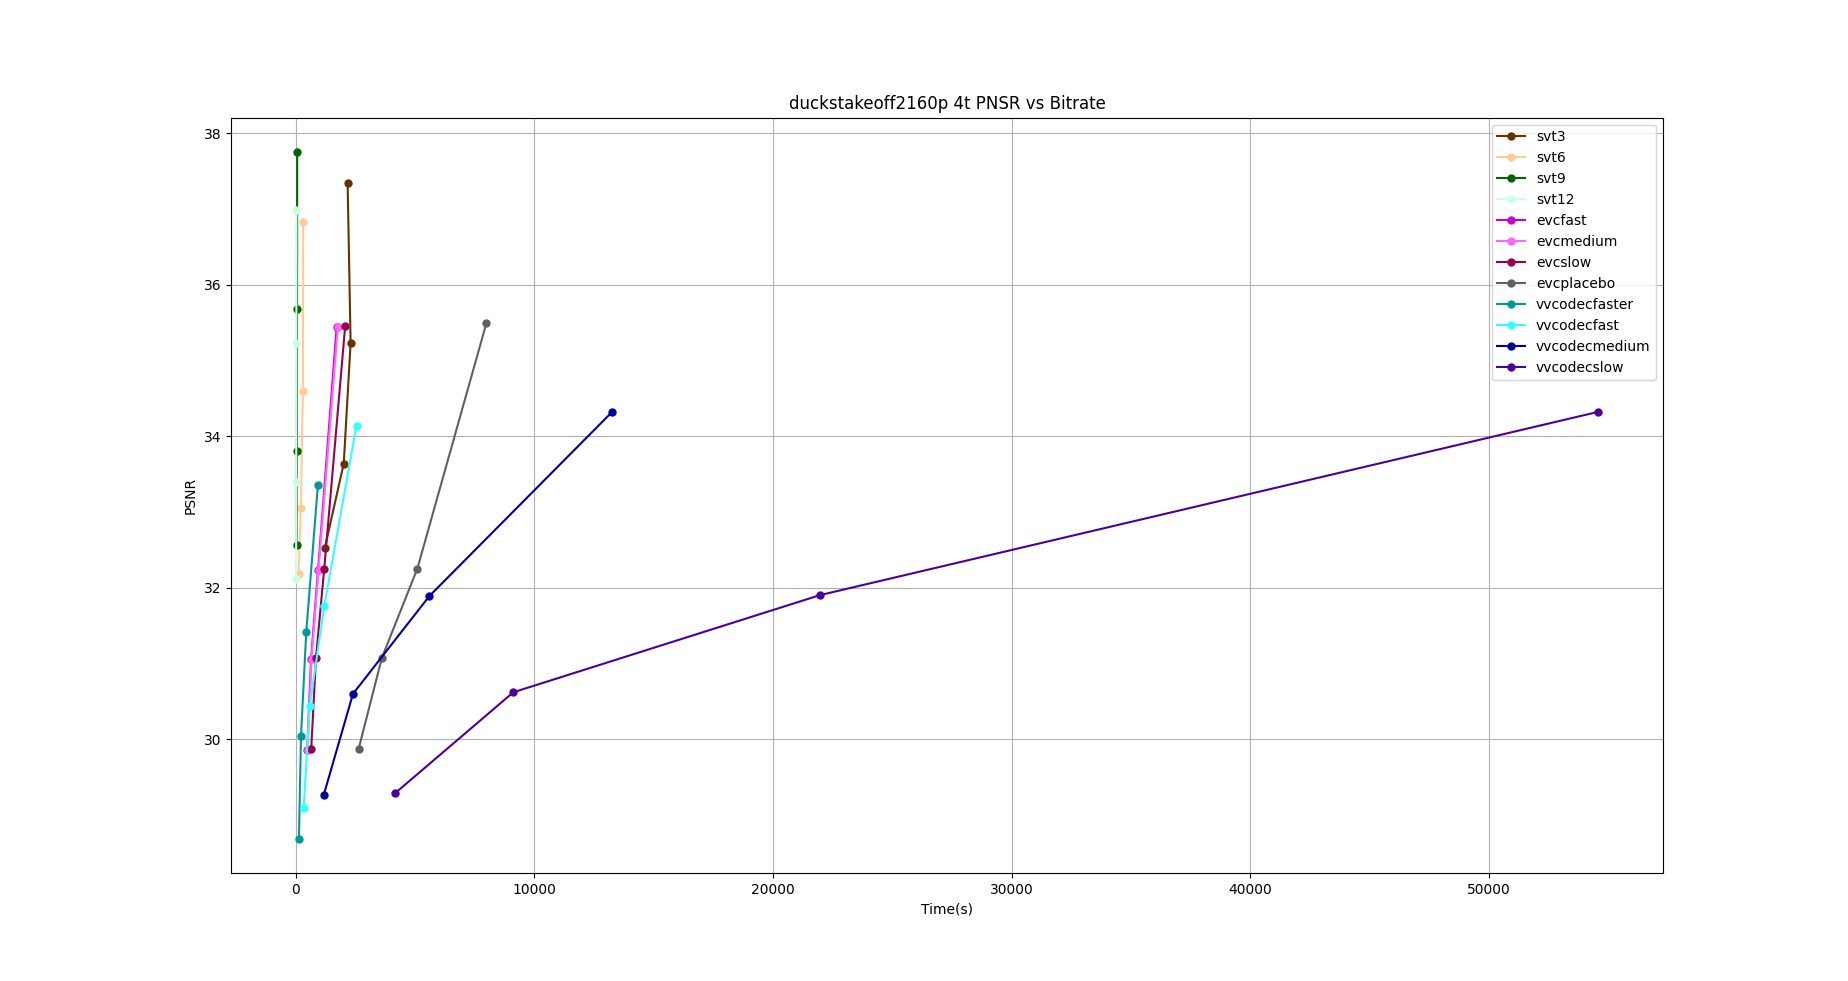 duckstakeoff2160p 4t PNSR vs Bitrate
38
36
34
32
30
PSNR
svt3
svt6
svt9
svt12
evcfast
evcmedium
evcslow
evcplacebo
vvcodecfaster
vvcodecfast
vvcodecmedium
vvcodecslow
0 10000 20000 30000 40000 50000
Time(s)